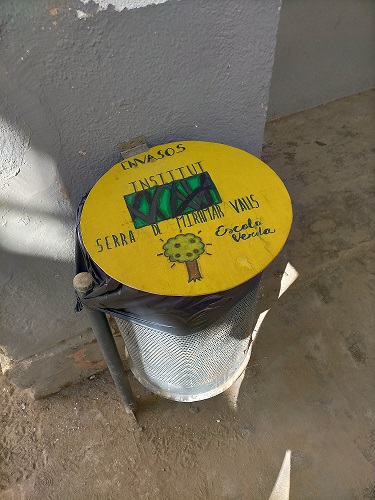 ENVASOS
INSTITUT
SERRA DE MIRAMAR VALLS
Escola
Verda